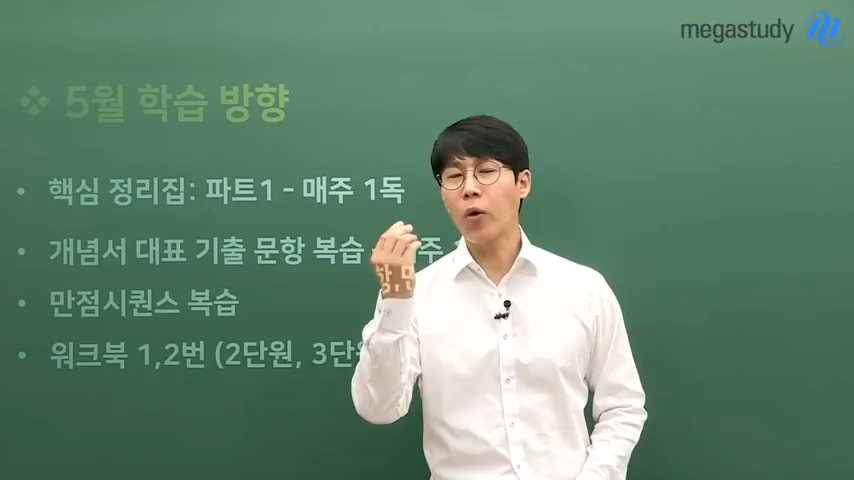 megastudy
❖ 5월 학습 방향
• 핵심 정리집: 파트1 - 매주 1독
• 개념서 대표 기출 문항 복습 주
• 만점시퀀스 복습
• 워크북 1,2번 (2단원, 3단원